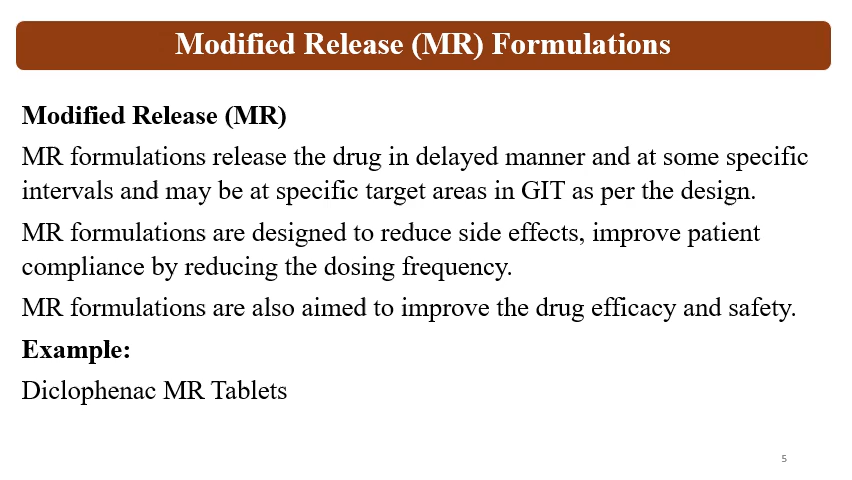 Modified Release (MR) Formulations
Modified Release (MR)
MR formulations release the drug in delayed manner and at some specific
intervals and may be at specific target areas in GIT as per the design.
MR formulations are designed to reduce side effects, improve patient
compliance by reducing the dosing frequency.
MR formulations are also aimed to improve the drug efficacy and safety.
Example:
Diclophenac MR Tablets
5